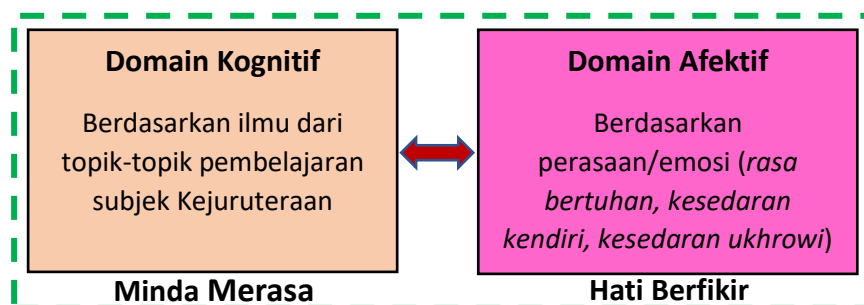 Domain Kognitif
Berdasarkan ilmu dari
topik-topik pembelajaran
subjek Kejuruteraan
Minda Merasa
Domain Afektif
Berdasarkan
perasaan/emosi (rasa
bertuhan, kesedaran
kendiri, kesedaran ukhrowi)
Hati Berfikir